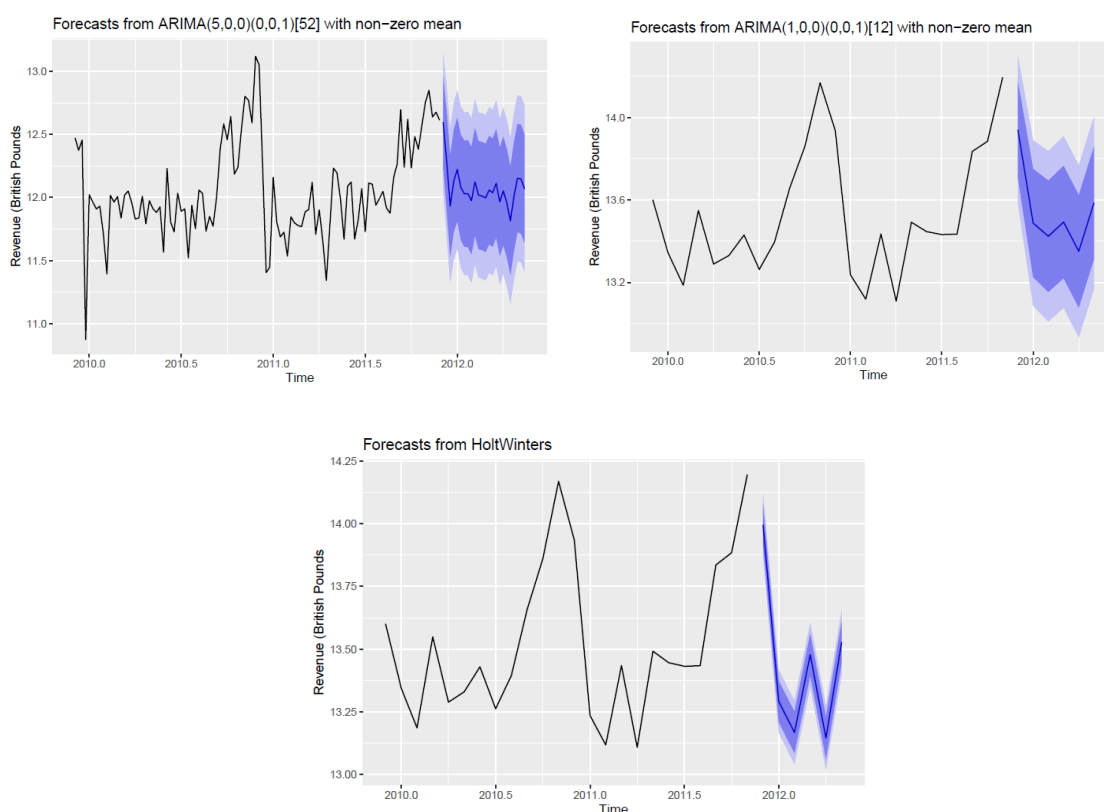 Forecasts from ARIMA(5,0,0)(0,0,1)[52] with non−zero mean
13.0
12.5
12.0
11.5
11.0
Revenue (British Pounds
2010.0 2010.5 2011.0 2011.5 2012.0
Time
Forecasts from ARIMA(1,0,0)(0,0,1)[12] with non−zero mean
14.0
13.6
13.2
Revenue (British Pounds
2010.0 2010.5 2011.0 2011.5 2012.0
Time
Forecasts from HoltWinters
14.25
14.00
13.75
13.50
13.25
13.00
Revenue (British Pounds
2010.0 2010.5 2011.0 2011.5 2012.0
Time